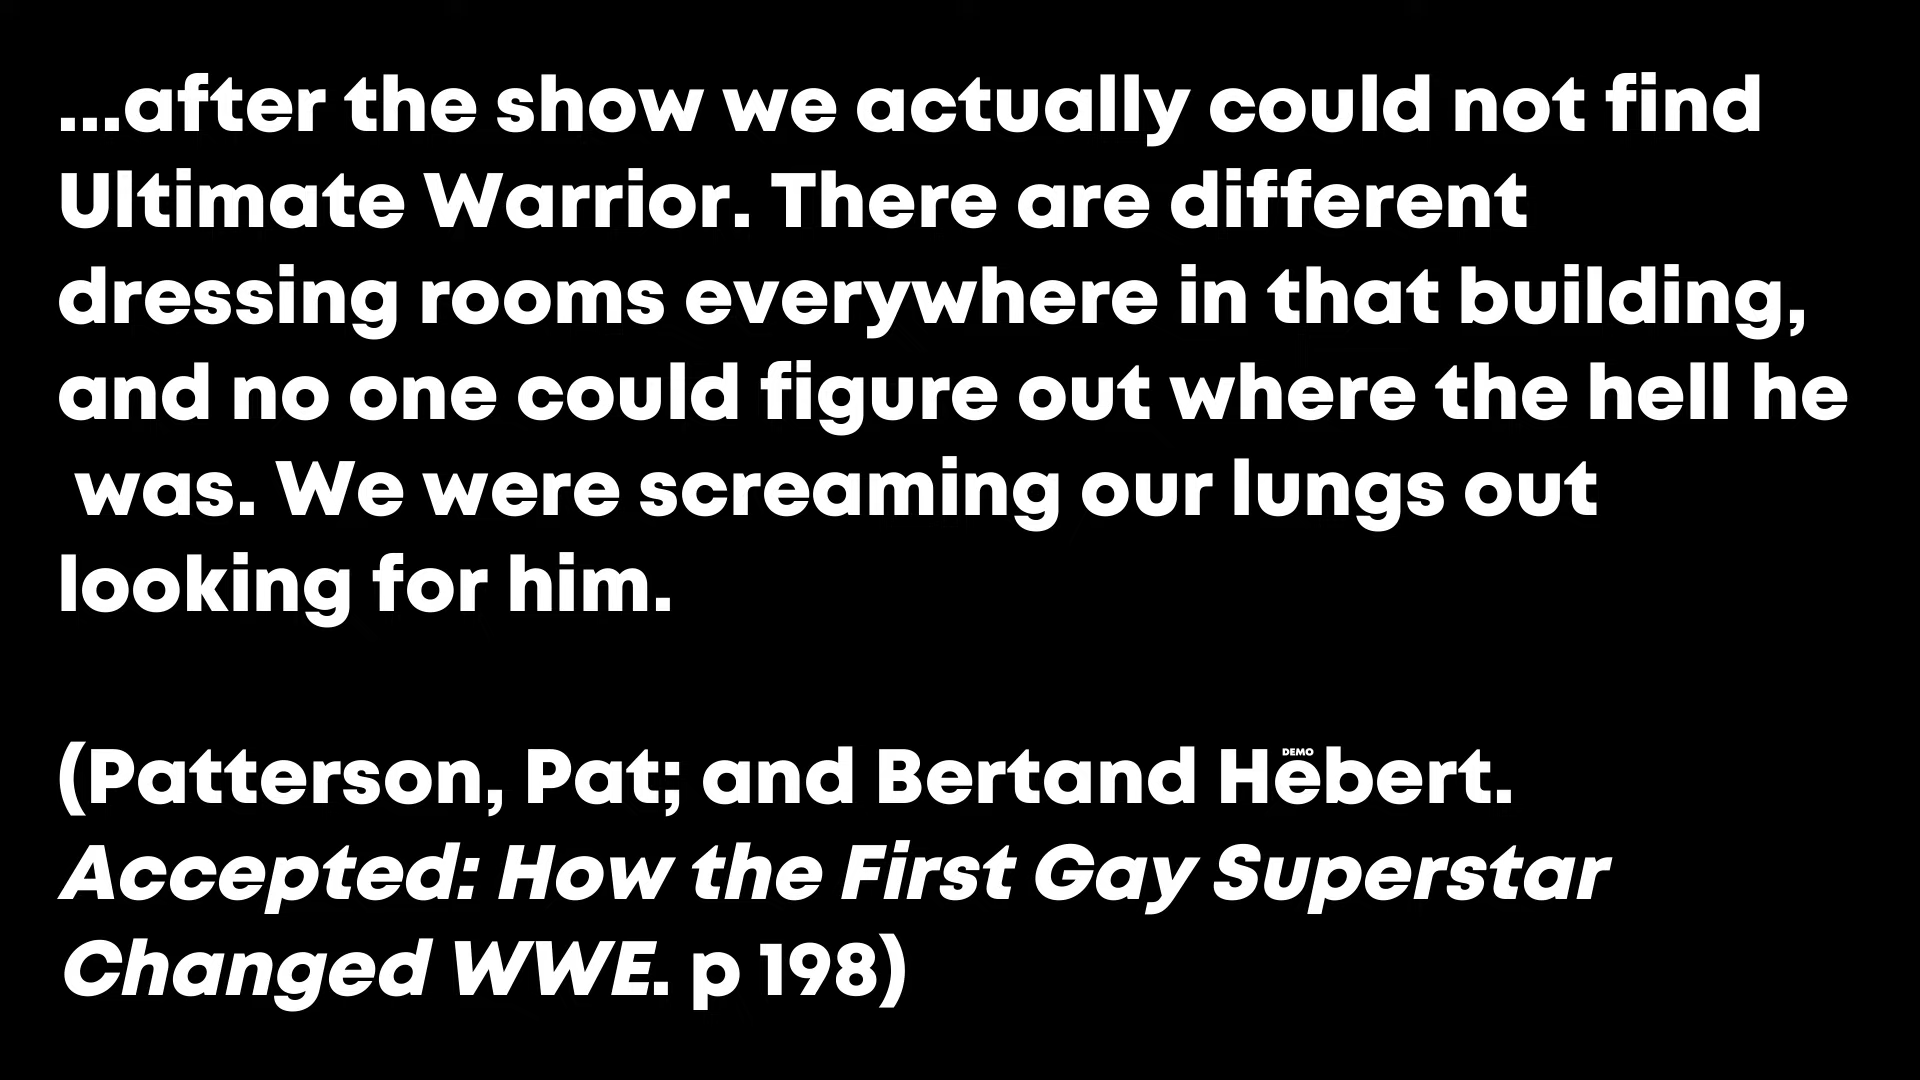 ...after the show we actually could not find
Ultimate Warrior. There are different
dressing rooms everywhere in that building,
and no one could figure out where the hell he
was. We were screaming our lungs out
looking for him.
(Patterson, Pat; and Bertand Hebert.
DEMO
Accepted: How the First Gay Superstar
Changed WWE. p 198)